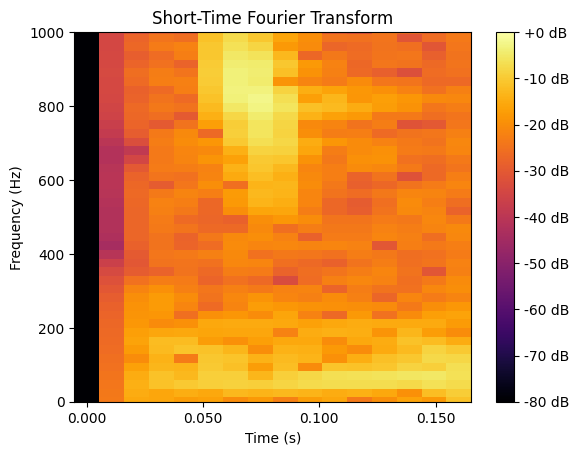 Short-Time Fourier Transform
1000
800
600
400
200
0
Frequency (Hz)
0.000
0.050
0.100
0.150
Time (s)
+0 dB
-10 dB
-20 dB
-30 dB
-40 dB
-50 dB
-60 dB
-70 dB
-80 dB